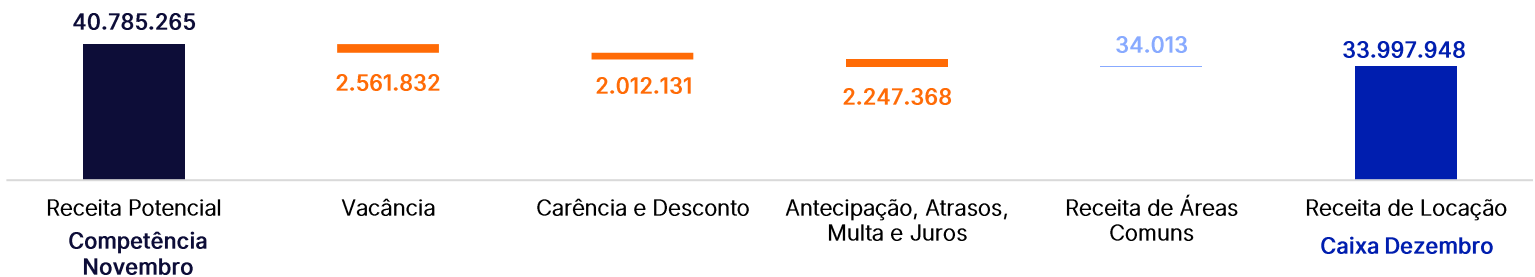 40.785.265
2.561.832
2.012.131
2.247.368
34.013
33.997.948
Receita Potencial
Competência
Novembro
Vacância
Carência e Desconto
Antecipação, Atrasos,
Multa e Juros
Receita de Áreas
Comuns
Receita de Locação
Caixa Dezembro